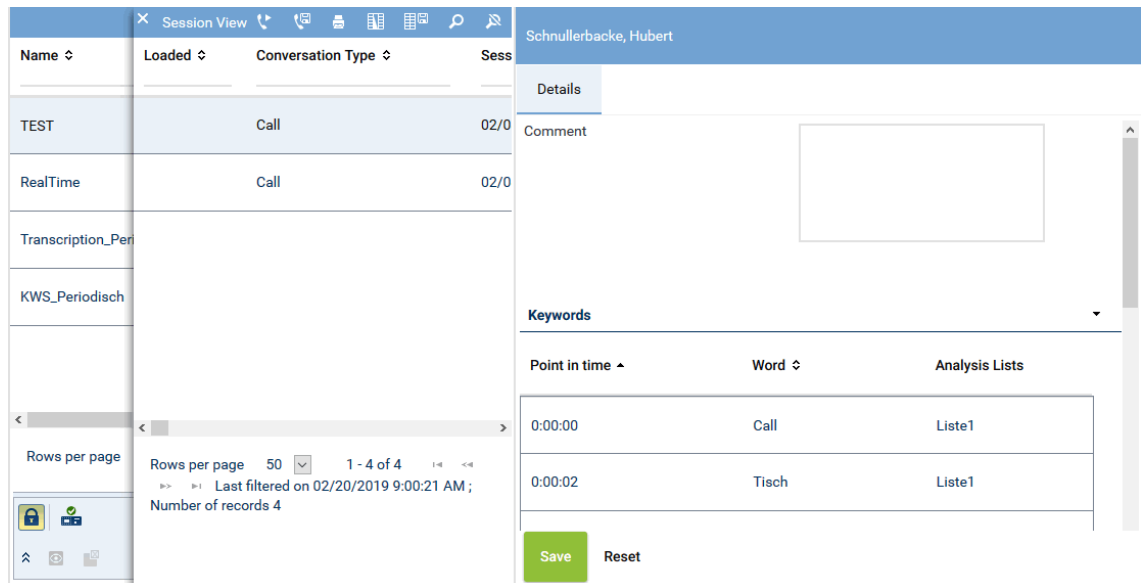 Name
TEST
RealTime
Transcription_Peri
KWS_Periodisch
Rows per page
Session View
Loaded Conversation Type Sess
Call 02/0
Call 02/0
Rows per page 50 1 - 4 of 4
Last filtered on 02/20/2019 9:00:21 AM ;
Number of records 4
Schnullerbacke, Hubert
Details
Comment
Keywords
Point in time Word Analysis Lists
0:00:00 Call Liste1
0:00:02 Tisch Liste1
Save Reset